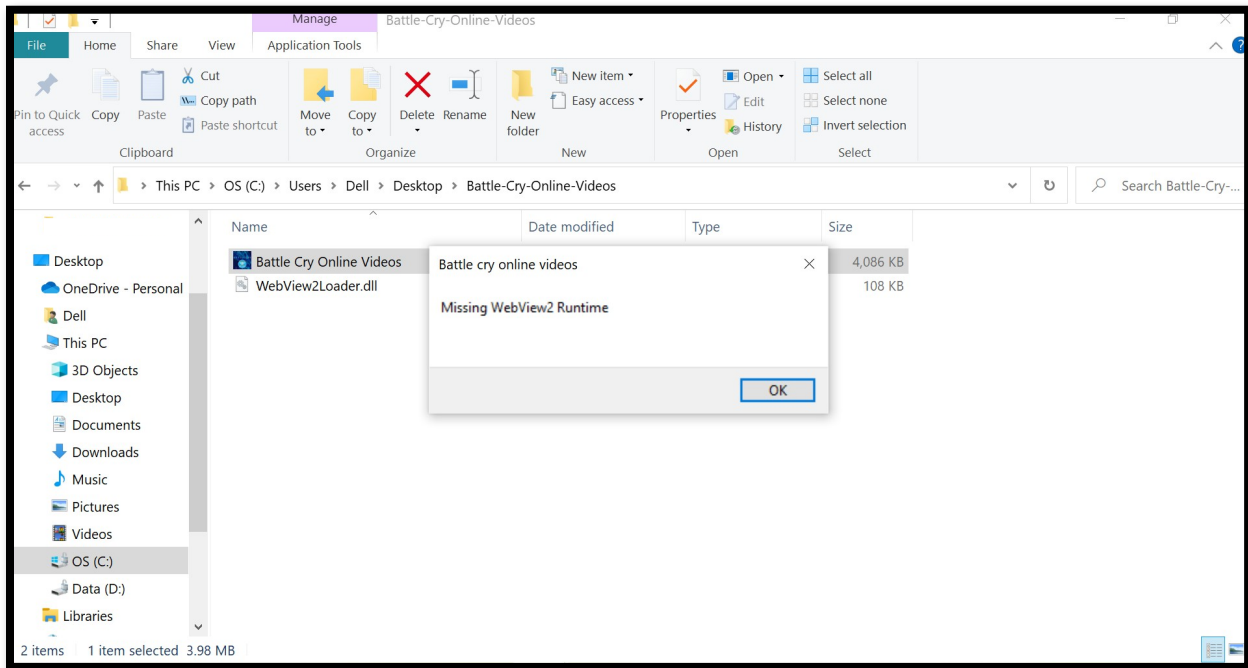 Manage
Battle-Cry-Online-Videos
File
Home
Share
View
Application Tools
Pin to Quick access
Copy
Paste
Cut
Copy path
Paste shortcut
Clipboard
Move to
Copy to
Delete
Rename
Organize
New folder
New item
Easy access
New
Properties
Open
Edit
History
Open
Select all
Select none
Invert selection
Select
This PC > OS (C:) > Users > Dell > Desktop > Battle-Cry-Online-Videos
Search Battle-Cry-...
Name
Date modified
Type
Size
Battle Cry Online Videos
4,086 KB
WebView2Loader.dll
108 KB
Battle cry online videos
Missing WebView2 Runtime
OK
Desktop
OneDrive - Personal
Dell
This PC
3D Objects
Desktop
Documents
Downloads
Music
Pictures
Videos
OS (C:)
Data (D:)
Libraries
2 items
1 item selected 3.98 MB